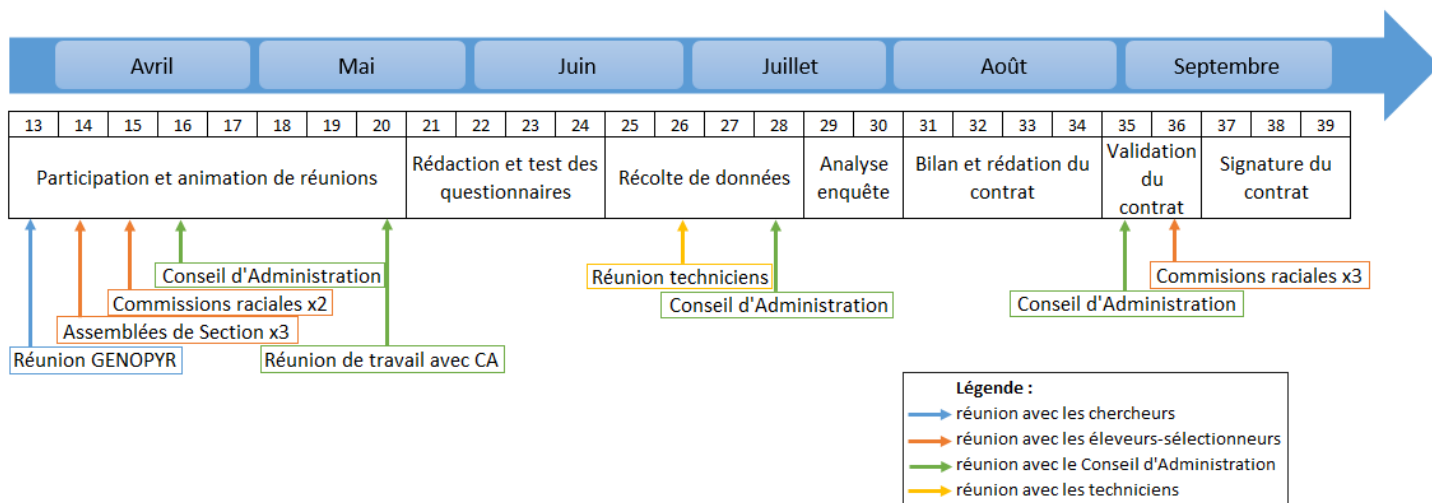 Avril Mai Juin Juillet Août Septembre
13 14 15 16 17 18 19 20 21 22 23 24 25 26 27 28 29 30 31 32 33 34 35 36 37 38 39
Participation et animation de réunions
Rédaction et test des
questionnaires
Récolte de données
Analyse
enquête
Bilan et rédation du
contrat
Validation
du
contrat
Signature du
contrat
Conseil d'Administration
Commissions raciales x2
Assemblées de Section x3
Réunion GENOPYR
Réunion de travail avec CA
Réunion techniciens
Conseil d'Administration
Commisions raciales x3
Conseil d'Administration
Légende :
réunion avec les chercheurs
réunion avec les éleveurs-sélectionneurs
réunion avec le Conseil d'Administration
réunion avec les techniciens